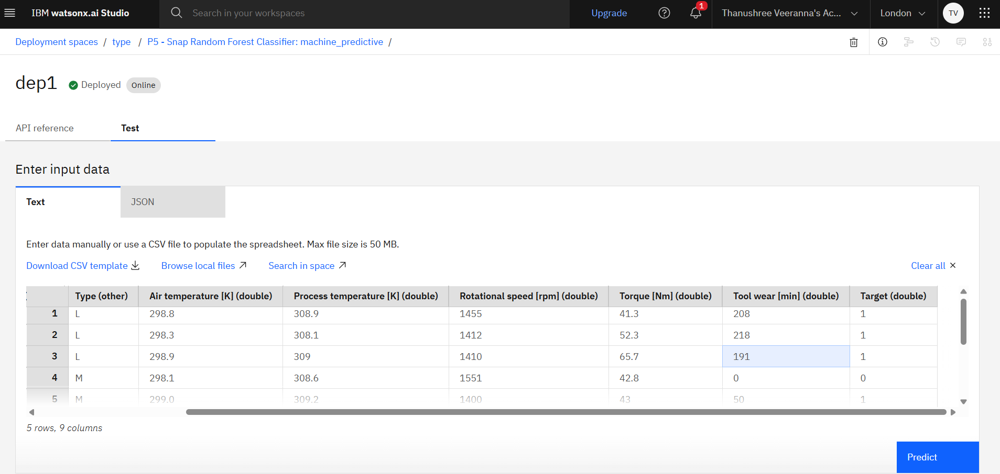 IBM watsonx.ai Studio
Search in your workspaces
Upgrade
1
Thanushree Veeranna's Ac...
London
TV
Deployment spaces / type / P5 - Snap Random Forest Classifier: machine_predictive /
dep1 Deployed Online
API reference Test
Enter input data
Text JSON
Enter data manually or use a CSV file to populate the spreadsheet. Max file size is 50 MB.
Download CSV template Browse local files Search in space Clear all
Type (other) Air temperature [K] (double) Process temperature [K] (double) Rotational speed [rpm] (double) Torque [Nm] (double) Tool wear [min] (double) Target (double)
1 L 298.8 308.9 1455 41.3 208 1
2 L 298.3 308.1 1412 52.3 218 1
3 L 298.9 309 1410 65.7 191 1
4 M 298.1 308.6 1551 42.8 0 0
5 M 299.0 309.2 1400 43 50 1
5 rows, 9 columns
Predict